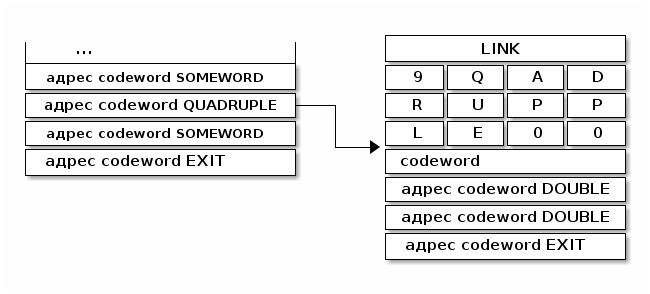 ...
адрес codeword SOMEWORD
адрес codeword QUADRUPLE
адрес codeword SOMEWORD
адрес codeword EXIT
LINK
9 Q A D
R U P P
L E 0 0
codeword
адрес codeword DOUBLE
адрес codeword DOUBLE
адрес codeword EXIT